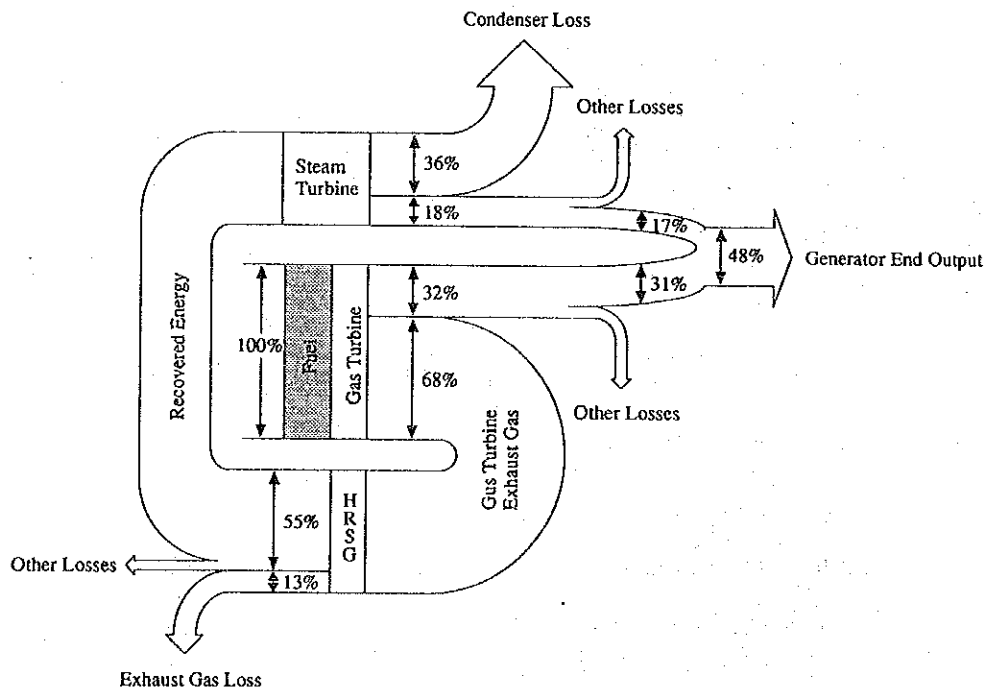 Condenser Loss
Other Losses
Steam
Turbine
36%
18%
17%
48%
Generator End Output
Recovered Energy
100%
Fuel
Gas Turbine
32%
31%
68%
Other Losses
Gus Turbine
Exhaust Gas
55%
H
R
S
G
Other Losses
13%
Exhaust Gas Loss